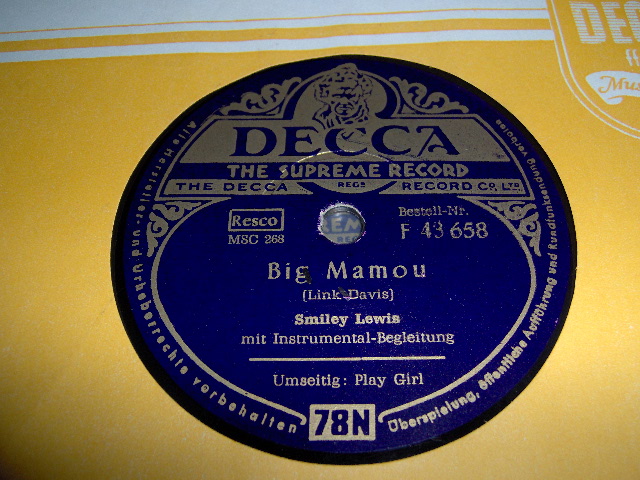 DECCA
THE SUPREME RECORD
THE DECCA REGD RECORD CO. LTD
Resco
MSC 268
Bestell-Nr.
F 43658
Big Mamou
(Link Davis)
Smiley Lewis
mit Instrumental-Begleitung
Umseitig: Play Girl
78N
Alle Hersteller- und Urheberrechte vorbehalten
Überspielung, öffentliche Aufführung und Rundfunksendung verboten